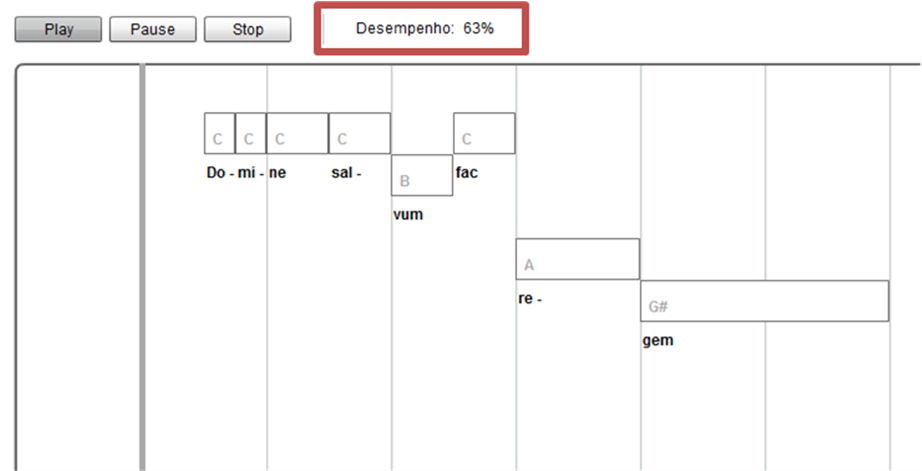 Play Pause Stop Desempenho: 63%
C C C C C
Do - mi - ne sal - fac
B
vum
A
re -
G#
gem